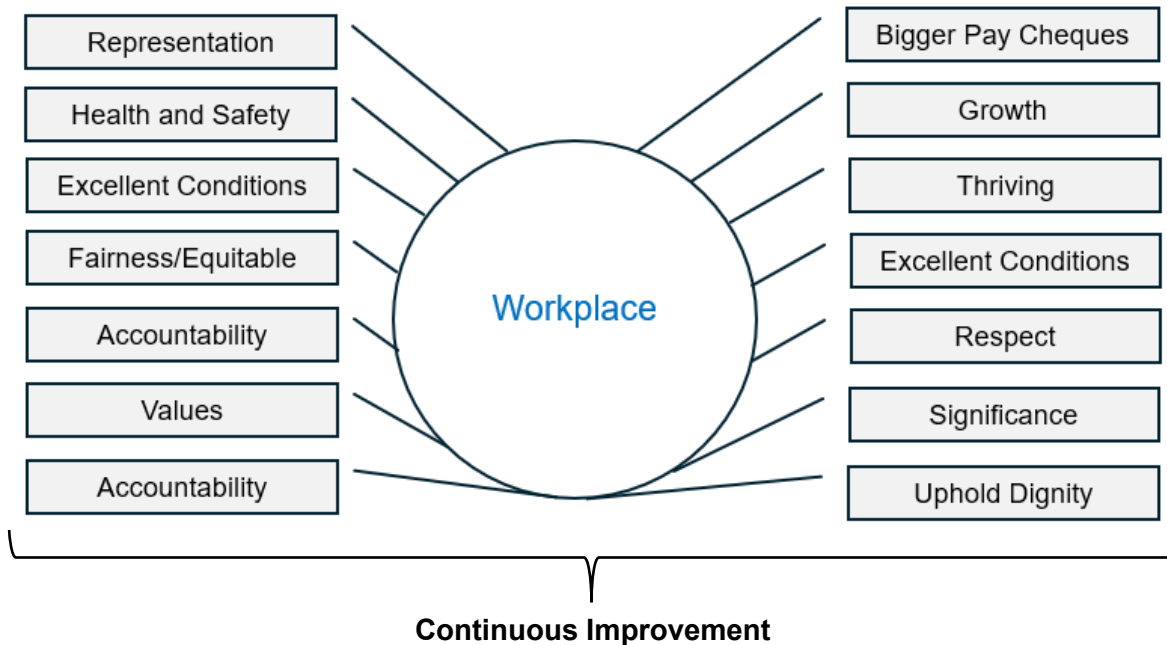 Representation
Health and Safety
Excellent Conditions
Fairness/Equitable
Accountability
Values
Accountability
Workplace
Bigger Pay Cheques
Growth
Thriving
Excellent Conditions
Respect
Significance
Uphold Dignity
Continuous Improvement